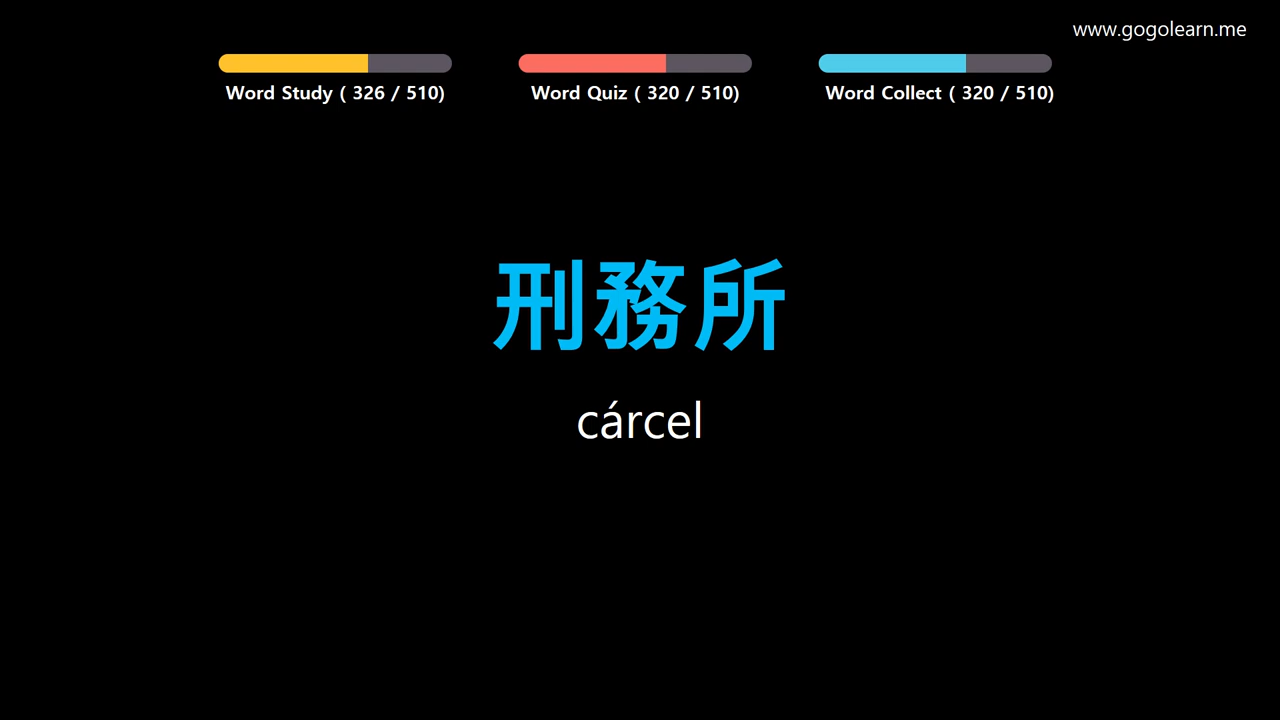 www.gogolearn.me
Word Study ( 326 / 510)
Word Quiz ( 320 / 510)
Word Collect ( 320 / 510)
刑務所
cárcel